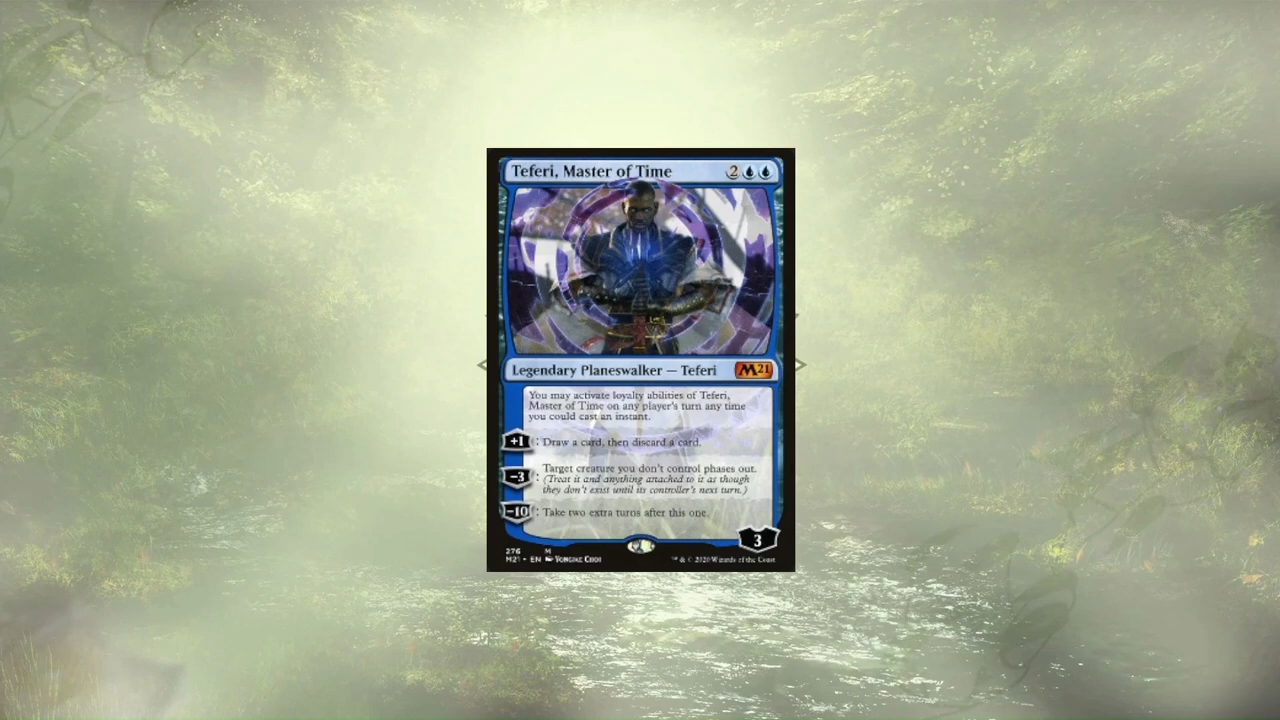 Teferi, Master of Time 2
Legendary Planeswalker — Teferi M21
You may activate loyalty abilities of Teferi,
Master of Time on any player's turn any time
you could cast an instant.
+1 : Draw a card, then discard a card.
Target creature you don't control phases out.
−3 : (Treat it and anything attached to it as though
they don't exist until its controller's next turn.)
−10 : Take two extra turns after this one.
3
276 M
M21 • EN YONGJAE CHOI ™ & © 2020 Wizards of the Coast